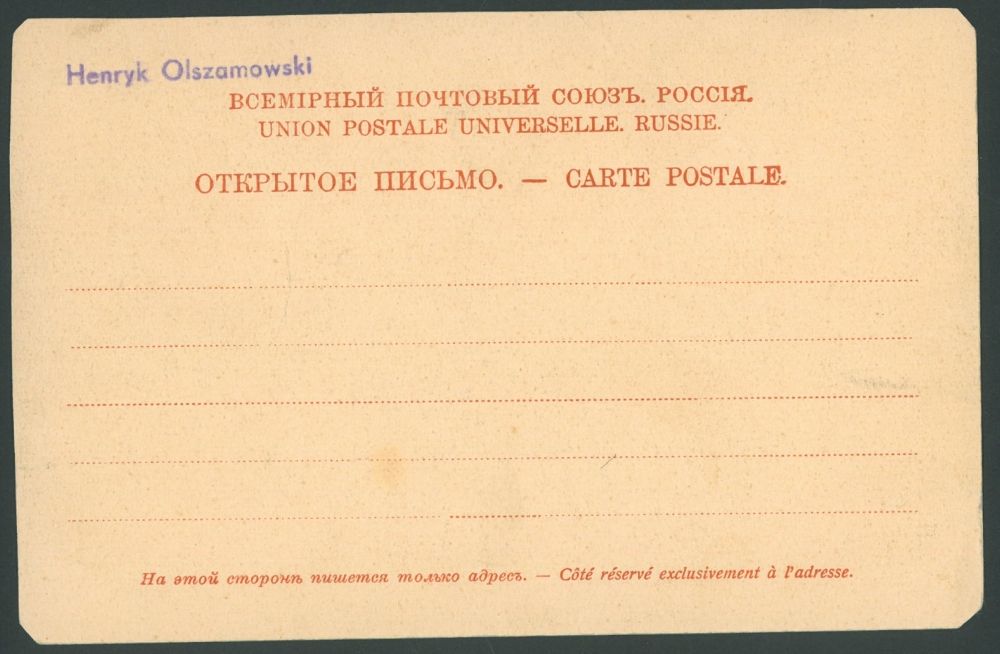 Henryk Olszamowski
ВСЕМІРНЫЙ ПОЧТОВЫЙ СОЮЗЪ. РОССІЯ.
UNION POSTALE UNIVERSELLE. RUSSIE.
ОТКРЫТОЕ ПИСЬМО. — CARTE POSTALE.
На этой сторонѣ пишется только адресъ. — Côté réservé exclusivement à l'adresse.